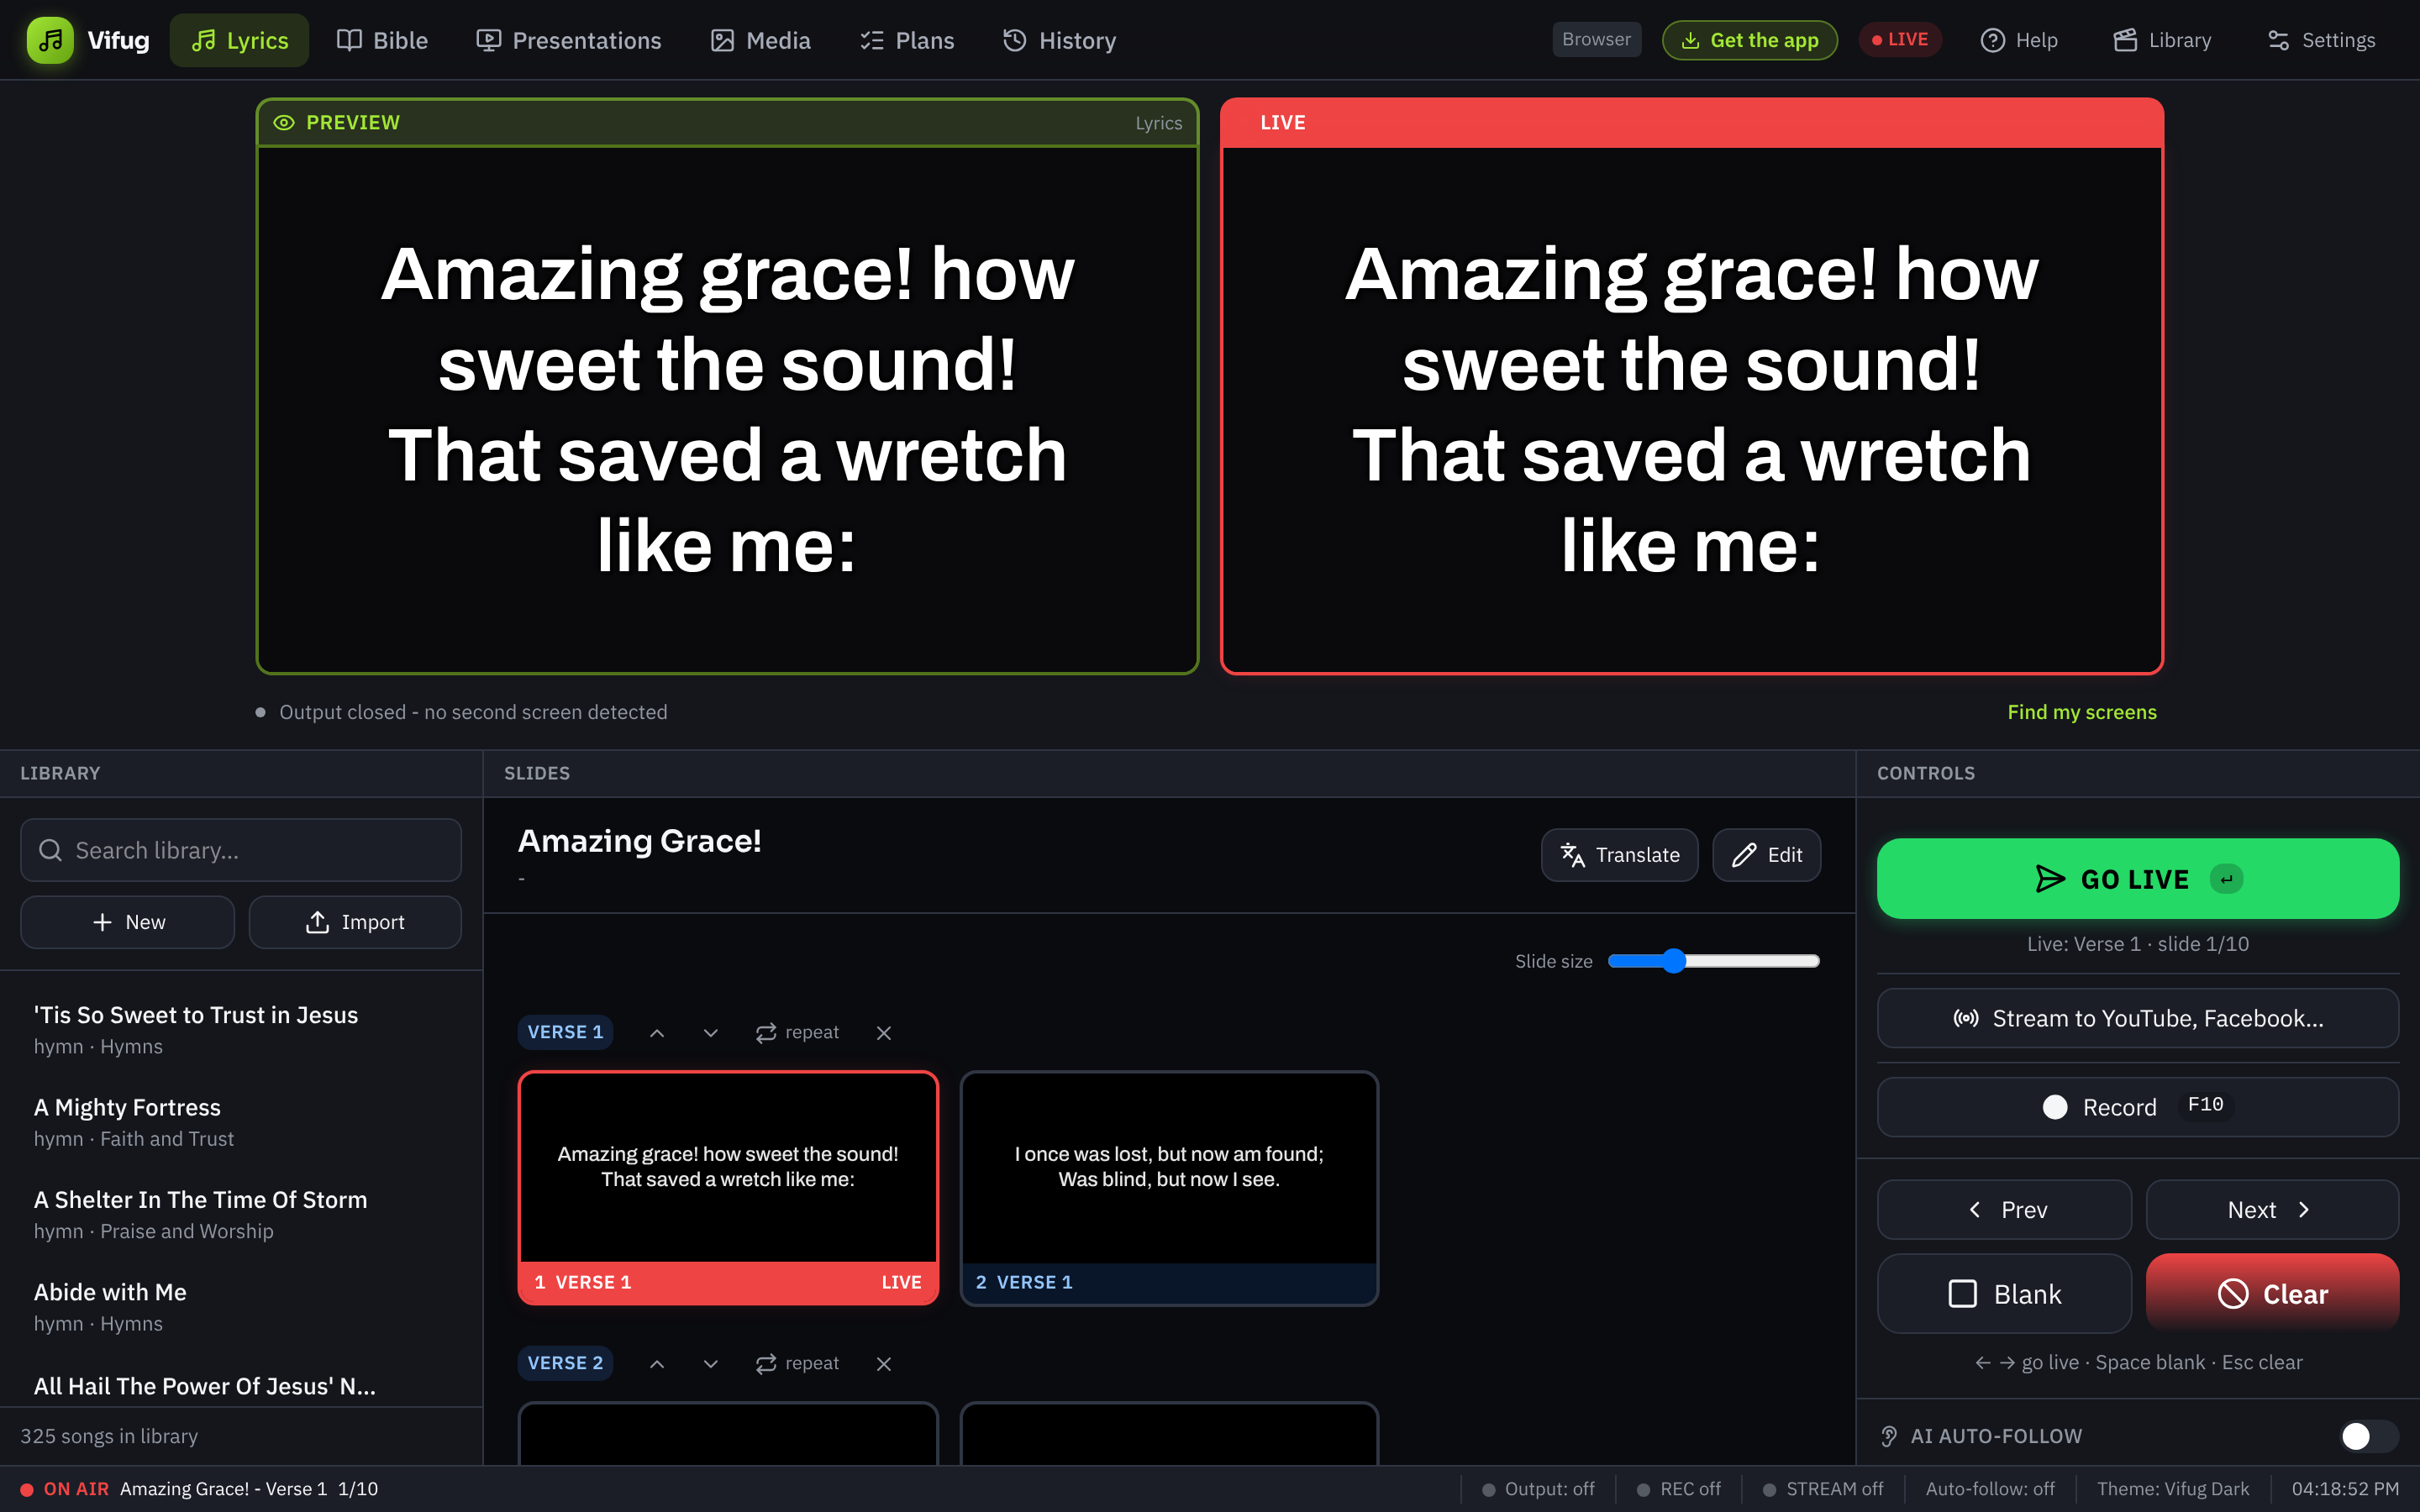 Vifug
Lyrics
Bible
Presentations
Media
Plans
History
Browser
Get the app
LIVE
Help
Library
Settings
PREVIEW
Lyrics
Amazing grace! how
sweet the sound!
That saved a wretch
like me:
LIVE
Amazing grace! how
sweet the sound!
That saved a wretch
like me:
Output closed - no second screen detected
Find my screens
LIBRARY
Search library...
New
Import
'Tis So Sweet to Trust in Jesus
hymn · Hymns
A Mighty Fortress
hymn · Faith and Trust
A Shelter In The Time Of Storm
hymn · Praise and Worship
Abide with Me
hymn · Hymns
All Hail The Power Of Jesus' N...
325 songs in library
SLIDES
Amazing Grace!
-
Translate
Edit
Slide size
VERSE 1
repeat
Amazing grace! how sweet the sound!
That saved a wretch like me:
1 VERSE 1 LIVE
I once was lost, but now am found;
Was blind, but now I see.
2 VERSE 1
VERSE 2
repeat
CONTROLS
GO LIVE ↵
Live: Verse 1 · slide 1/10
Stream to YouTube, Facebook...
Record F10
Prev
Next
Blank
Clear
← → go live · Space blank · Esc clear
AI AUTO-FOLLOW
ON AIR Amazing Grace! - Verse 1 1/10
Output: off
REC off
STREAM off
Auto-follow: off
Theme: Vifug Dark
04:18:52 PM